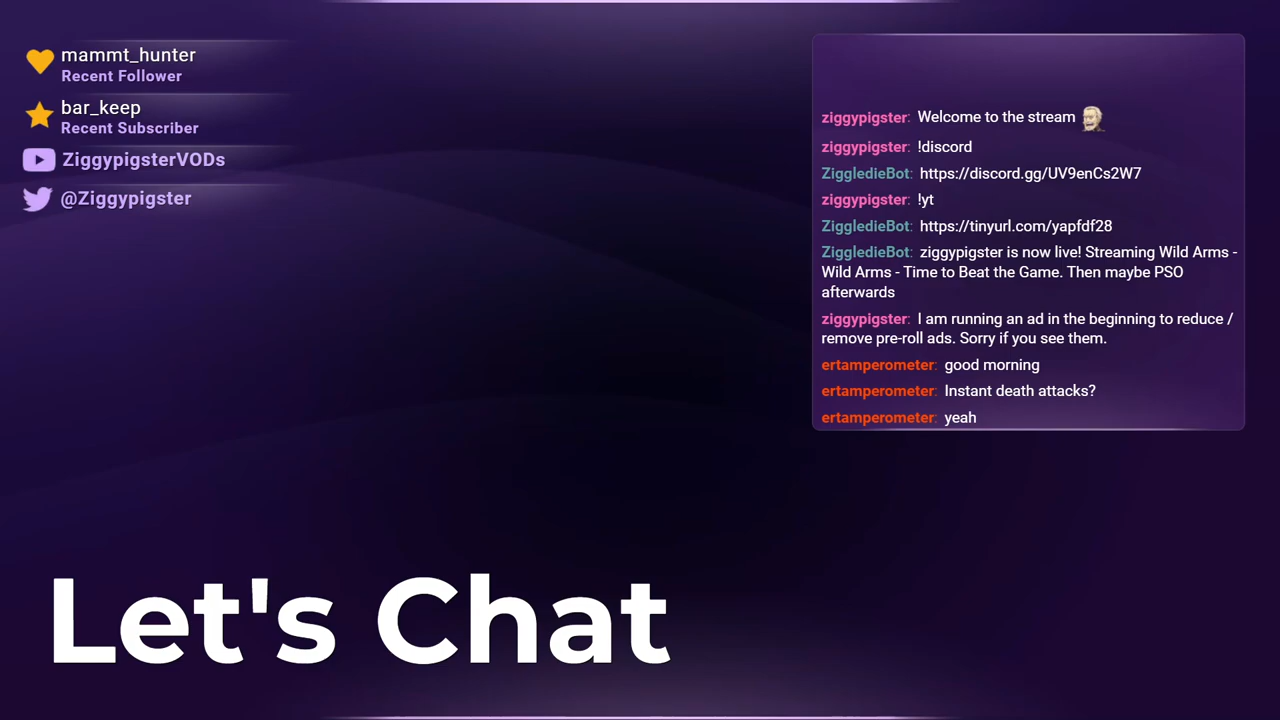 mammt_hunter
Recent Follower
bar_keep
Recent Subscriber
ZiggypigsterVODs
@Ziggypigster
ziggypigster: Welcome to the stream
ziggypigster: !discord
ZiggledieBot: https://discord.gg/UV9enCs2W7
ziggypigster: !yt
ZiggledieBot: https://tinyurl.com/yapfdf28
ZiggledieBot: ziggypigster is now live! Streaming Wild Arms -
Wild Arms - Time to Beat the Game. Then maybe PSO
afterwards
ziggypigster: I am running an ad in the beginning to reduce /
remove pre-roll ads. Sorry if you see them.
ertamperometer: good morning
ertamperometer: Instant death attacks?
ertamperometer: yeah
Let's Chat